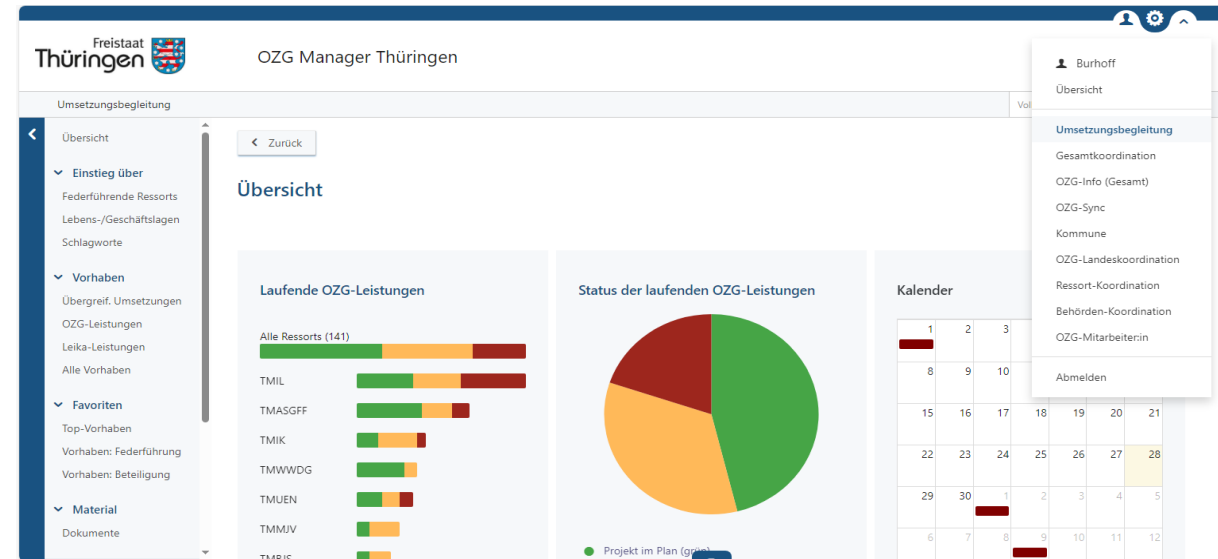 Freistaat
Thüringen
OZG Manager Thüringen
Burhoff
Übersicht
Umsetzungsbegleitung
Gesamtkoordination
OZG-Info (Gesamt)
OZG-Sync
Kommune
OZG-Landeskoordination
Ressort-Koordination
Behörden-Koordination
OZG-Mitarbeiter:in
Abmelden
Umsetzungsbegleitung
Übersicht
Einstieg über
Federführende Ressorts
Lebens-/Geschäftslagen
Schlagworte
Vorhaben
Übergreif. Umsetzungen
OZG-Leistungen
Leika-Leistungen
Alle Vorhaben
Favoriten
Top-Vorhaben
Vorhaben: Federführung
Vorhaben: Beteiligung
Material
Dokumente
Zurück
Übersicht
Laufende OZG-Leistungen
Alle Ressorts (141)
TMIL
TMASGFF
TMIK
TMWWDG
TMUEN
TMMJV
TMBJS
Status der laufenden OZG-Leistungen
Projekt im Plan (grün)
Kalender
1 2 3
8 9 10
15 16 17 18 19 20 21
22 23 24 25 26 27 28
29 30 1 2 3 4 5
6 7 8 9 10 11 12